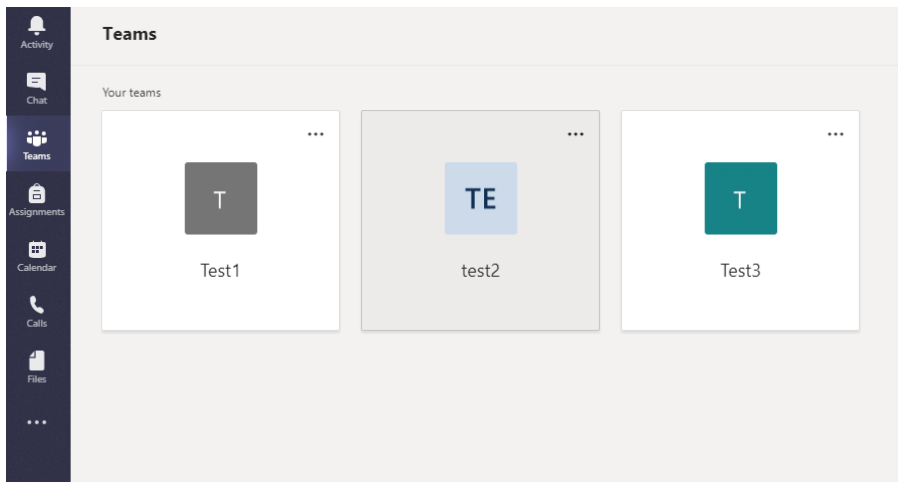 Activity
Chat
Teams
Assignments
Calendar
Calls
Files
Teams
Your teams
T
Test1
TE
test2
T
Test3